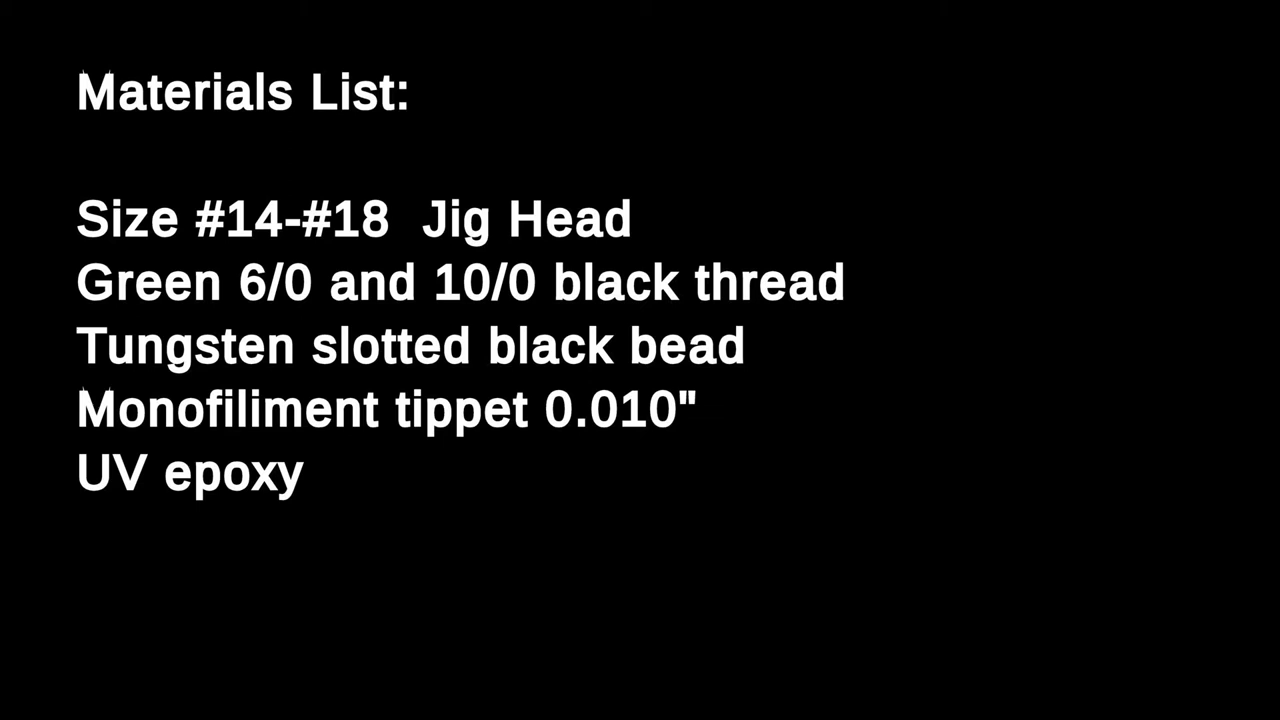 Materials List:
Size #14-#18  Jig Head
Green 6/0 and 10/0 black thread
Tungsten slotted black bead
Monofiliment tippet 0.010"
UV epoxy